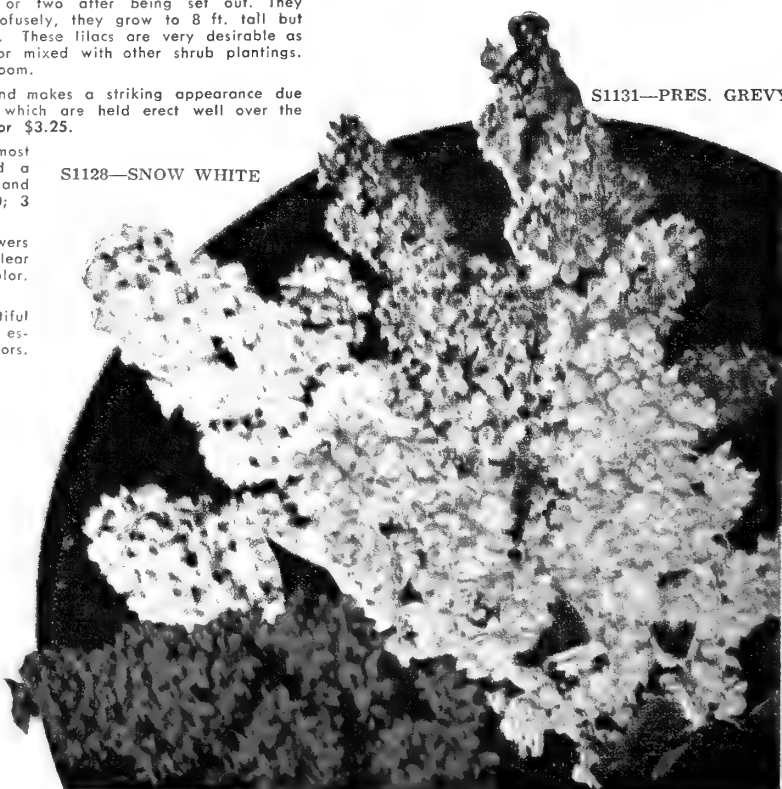 or two after being set out. They
ofusely, they grow to 8 ft. tall but
. These lilacs are very desirable as
or mixed with other shrub plantings.
oom.
nd makes a striking appearance due
which are held erect well over the
or $3.25.
most
d a
and
); 3
wers
lear
olor.
tiful
es-
ors.
S1128—SNOW WHITE
S1131—PRES. GREVY